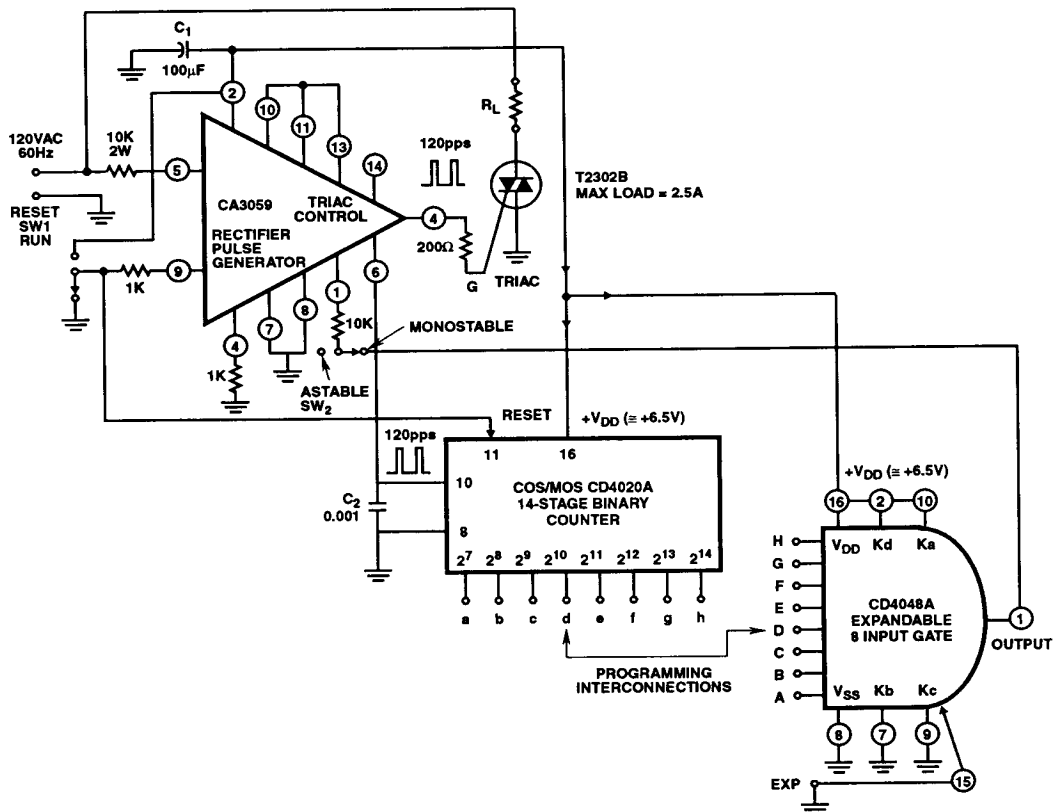 C1
100µF
2
10
11
13
14
120VAC
60Hz
10K
2W
5
RESET
SW1
RUN
CA3059
TRIAC
CONTROL
RECTIFIER
PULSE
GENERATOR
120pps
4
200Ω
G
TRIAC
RL
T2302B
MAX LOAD = 2.5A
1K
9
6
1
8
7
4
1K
10K
MONOSTABLE
ASTABLE
SW2
RESET
+VDD (≅ +6.5V)
120pps
11
16
10
COS/MOS CD4020A
14-STAGE BINARY
COUNTER
C2
0.001
8
2^7 2^8 2^9 2^10 2^11 2^12 2^13 2^14
a b c d e f g h
PROGRAMMING
INTERCONNECTIONS
+VDD (≅ +6.5V)
16 2 10
VDD Kd Ka
H
G
F
E
D
C
B
A
CD4048A
EXPANDABLE
8 INPUT GATE
1
OUTPUT
VSS Kb Kc
8 7 9
15
EXP